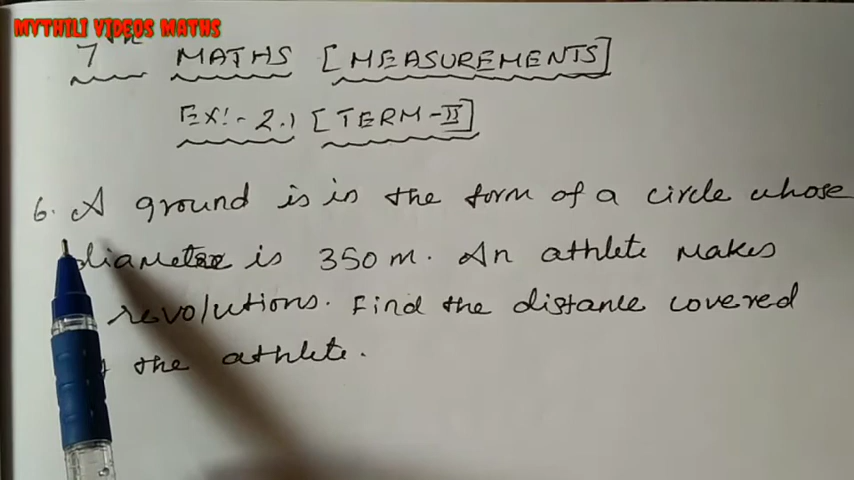 MYTHILI VIDEOS MATHS
7th MATHS [MEASUREMENTS]
Ex:- 2.1 [TERM-II]
6. A ground is in the form of a circle whose
diameter is 350 m. An athlete makes
revolutions. Find the distance covered
the athlete.